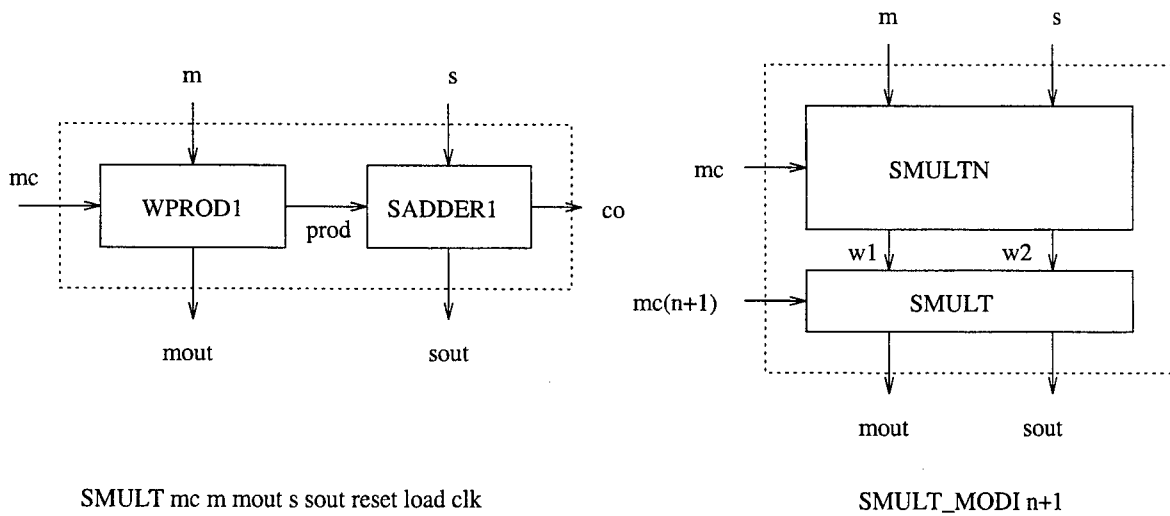 m
s
mc
WPROD1
prod
SADDER1
co
mout
sout
SMULT mc m mout s sout reset load clk
m
s
mc
SMULTN
w1
w2
mc(n+1)
SMULT
mout
sout
SMULT_MODI n+1